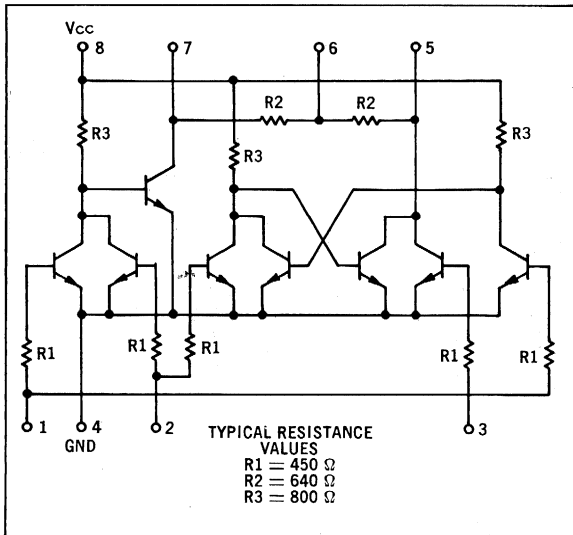 Vcc
8 7 6 5
R2 R2
R3 R3 R3
R1 R1 R1 R1 R1
1 4 2 3
GND
TYPICAL RESISTANCE
VALUES
R1 = 450 Ω
R2 = 640 Ω
R3 = 800 Ω